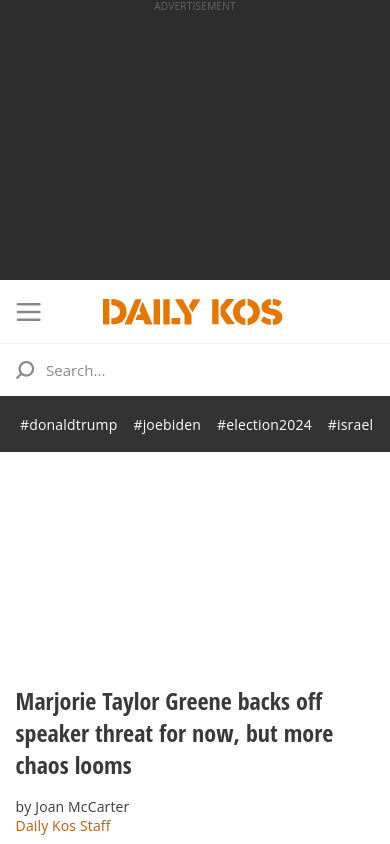 ADVERTISEMENT
DAILY KOS
Search...
#donaldtrump #joebiden #election2024 #israel
Marjorie Taylor Greene backs off
speaker threat for now, but more
chaos looms
by Joan McCarter
Daily Kos Staff